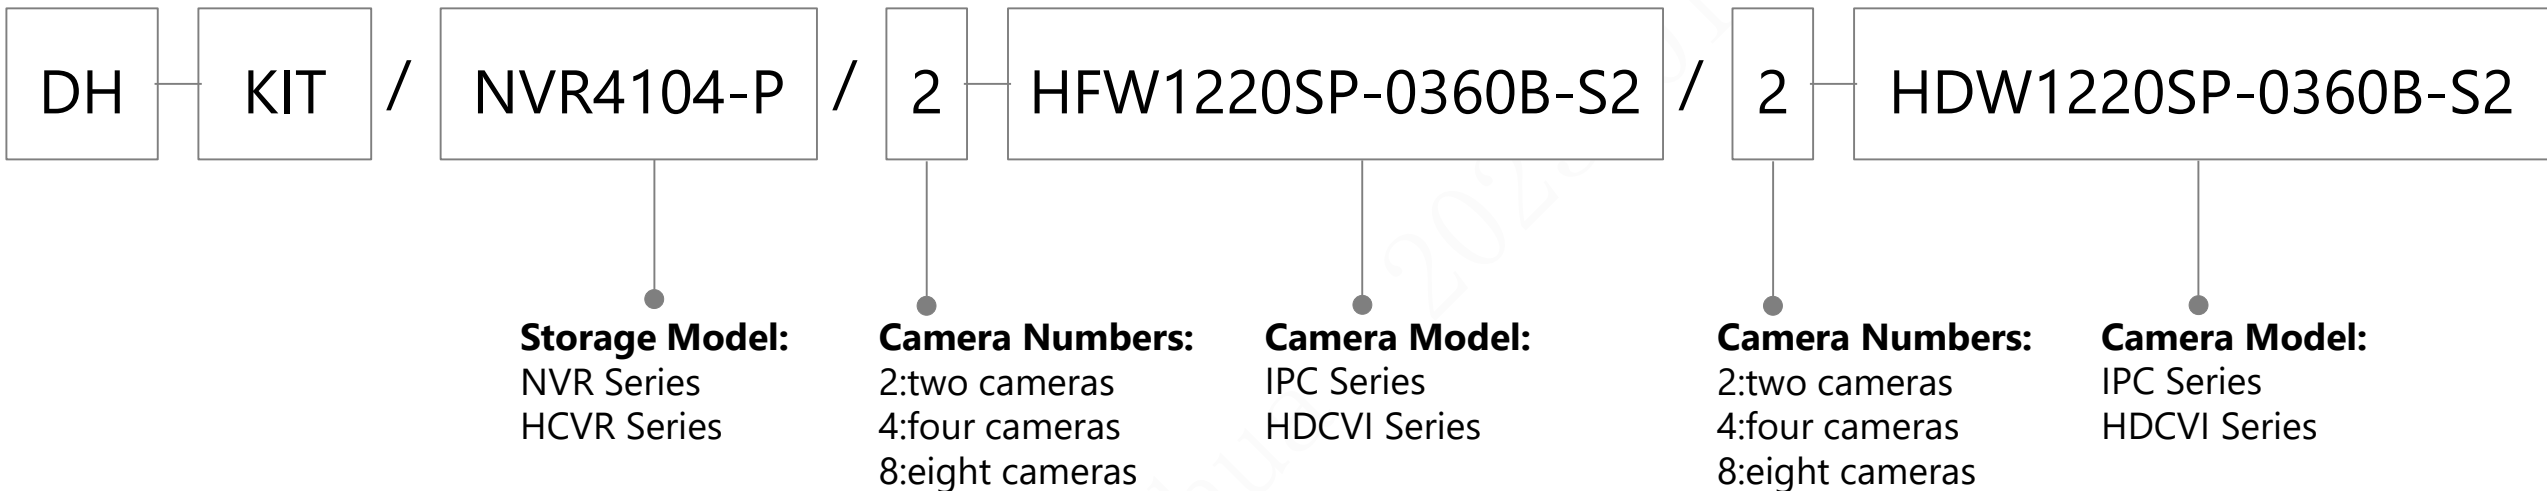 DH KIT / NVR4104-P / 2 HFW1220SP-0360B-S2 / 2 HDW1220SP-0360B-S2
Storage Model:
NVR Series
HCVR Series
Camera Numbers:
2:two cameras
4:four cameras
8:eight cameras
Camera Model:
IPC Series
HDCVI Series
Camera Numbers:
2:two cameras
4:four cameras
8:eight cameras
Camera Model:
IPC Series
HDCVI Series